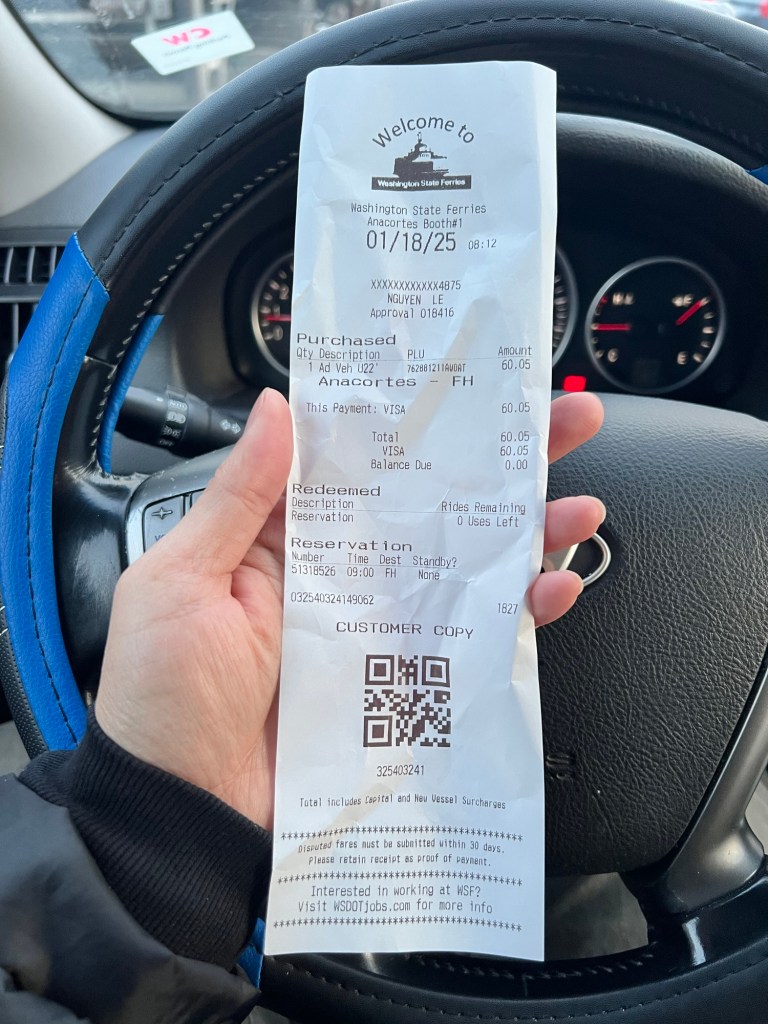 Welcome to
Washington State Ferries
Washington State Ferries
Anacortes Booth#1
01/18/25 08:12
XXXXXXXXXXXX4875
NGUYEN LE
Approval 018416
Purchased
Qty Description PLU Amount
1 Ad Veh U22' 762861211AWOAT 60.05
Anacortes - FH
This Payment: VISA 60.05
Total 60.05
VISA 60.05
Balance Due 0.00
Redeemed
Description Rides Remaining
Reservation 0 Uses Left
Reservation
Number Time Dest Standby?
51318526 09:00 FH None
032540324149062 1827
CUSTOMER COPY
325403241
Total includes Capital and New Vessel Surcharges
****************************************
Disputed fares must be submitted within 30 days.
Please retain receipt as proof of payment.
****************************************
Interested in working at WSF?
Visit WSDOTjobs.com for more info
****************************************
F
E